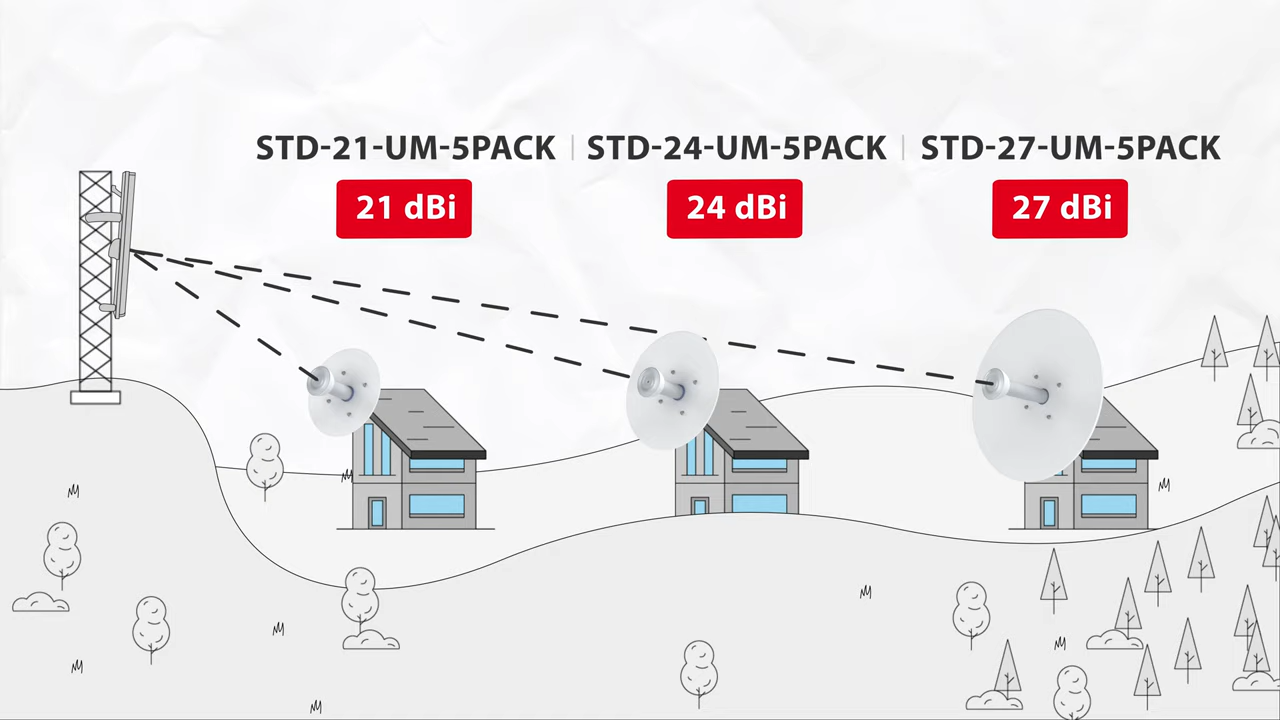 STD-21-UM-5PACK | STD-24-UM-5PACK | STD-27-UM-5PACK
21 dBi 24 dBi 27 dBi